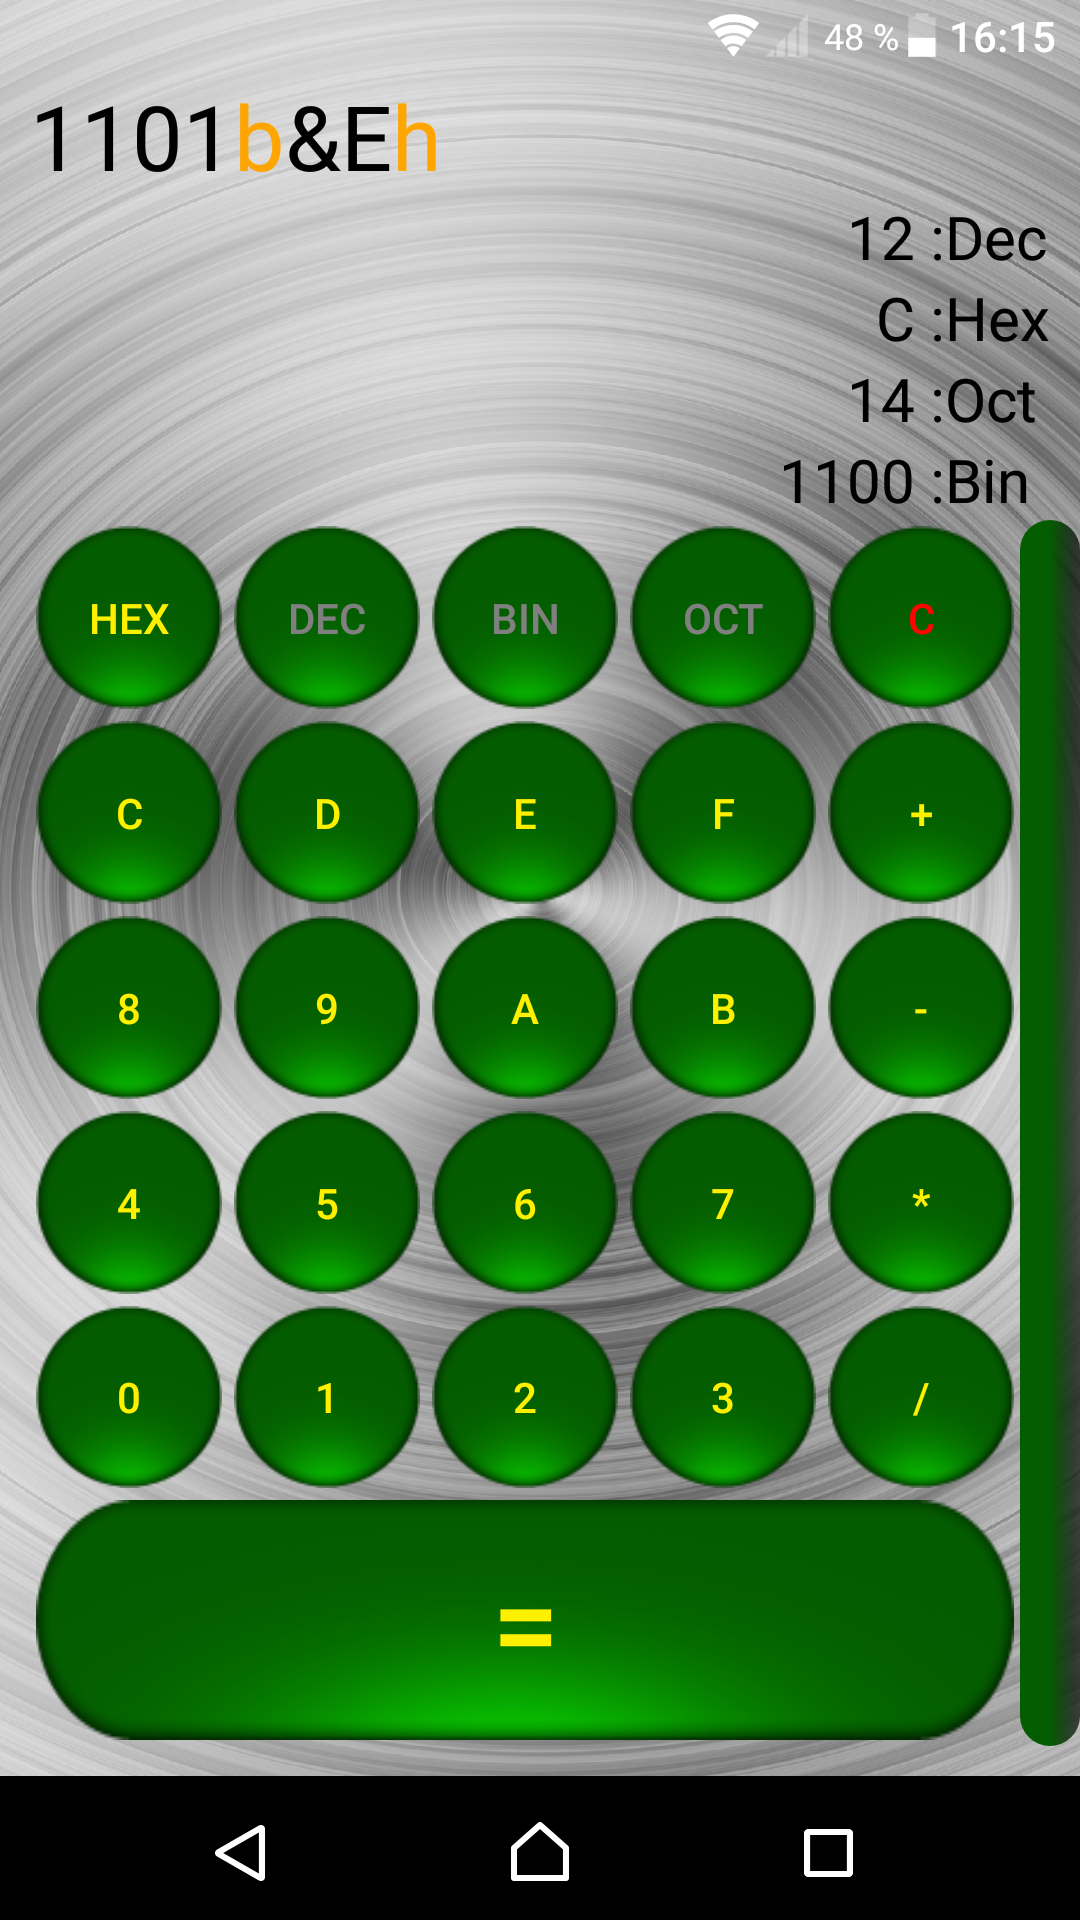 48 % 16:15
1101b&Eh
12 :Dec
C :Hex
14 :Oct
1100 :Bin
HEX DEC BIN OCT C
C D E F +
8 9 A B -
4 5 6 7 *
0 1 2 3 /
=